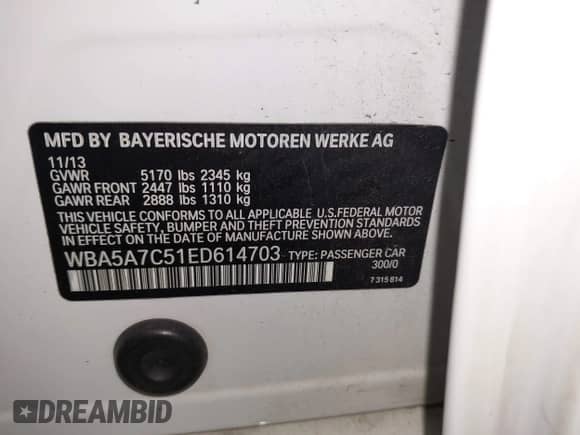 MFD BY BAYERISCHE MOTOREN WERKE AG
11/13
GVWR 5170 lbs 2345 kg
GAWR FRONT 2447 lbs 1110 kg
GAWR REAR 2888 lbs 1310 kg
THIS VEHICLE CONFORMS TO ALL APPLICABLE U.S.FEDERAL MOTOR
VEHICLE SAFETY, BUMPER AND THEFT PREVENTION STANDARDS
IN EFFECT ON THE DATE OF MANUFACTURE SHOWN ABOVE.
WBA5A7C51ED614703 TYPE: PASSENGER CAR
300/0
7 315 814
DREAMBID